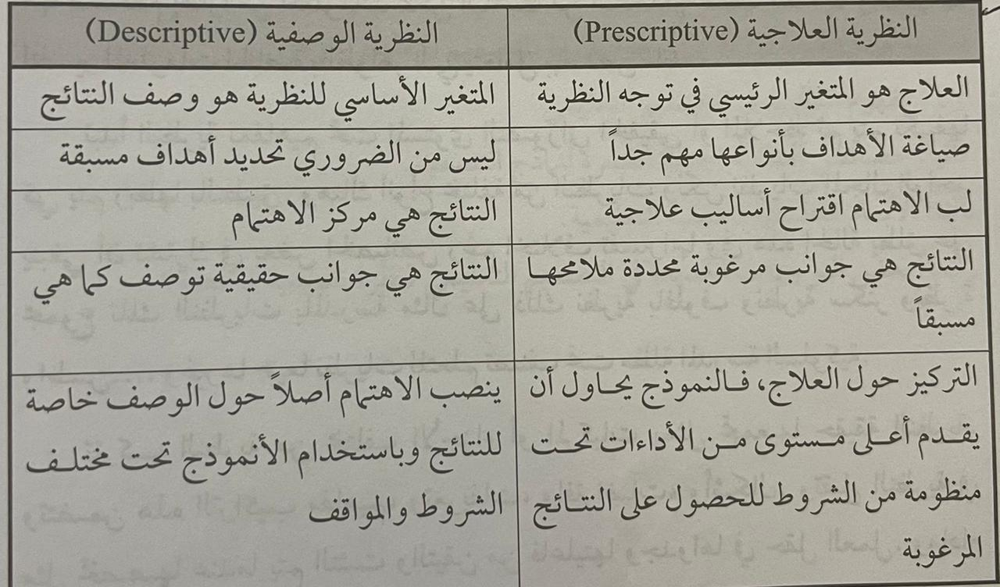 النظرية العلاجية (Prescriptive)
النظرية الوصفية (Descriptive)
العلاج هو المتغير الرئيسي في توجه النظرية
المتغير الأساسي للنظرية هو وصف النتائج
صياغة الأهداف بأنواعها مهم جداً
ليس من الضروري تحديد أهداف مسبقة
لب الاهتمام اقتراح أساليب علاجية
النتائج هي مركز الاهتمام
النتائج هي جوانب مرغوبة محددة ملامحها
مسبقاً
النتائج هي جوانب حقيقية توصف كما هي
التركيز حول العلاج، فالنموذج يحاول أن
يقدم أعلى مستوى من الأداءات تحت
منظومة من الشروط للحصول على النتائج
المرغوبة
ينصب الاهتمام أصلاً حول الوصف خاصة
للنتائج وباستخدام الأنموذج تحت مختلف
الشروط والمواقف